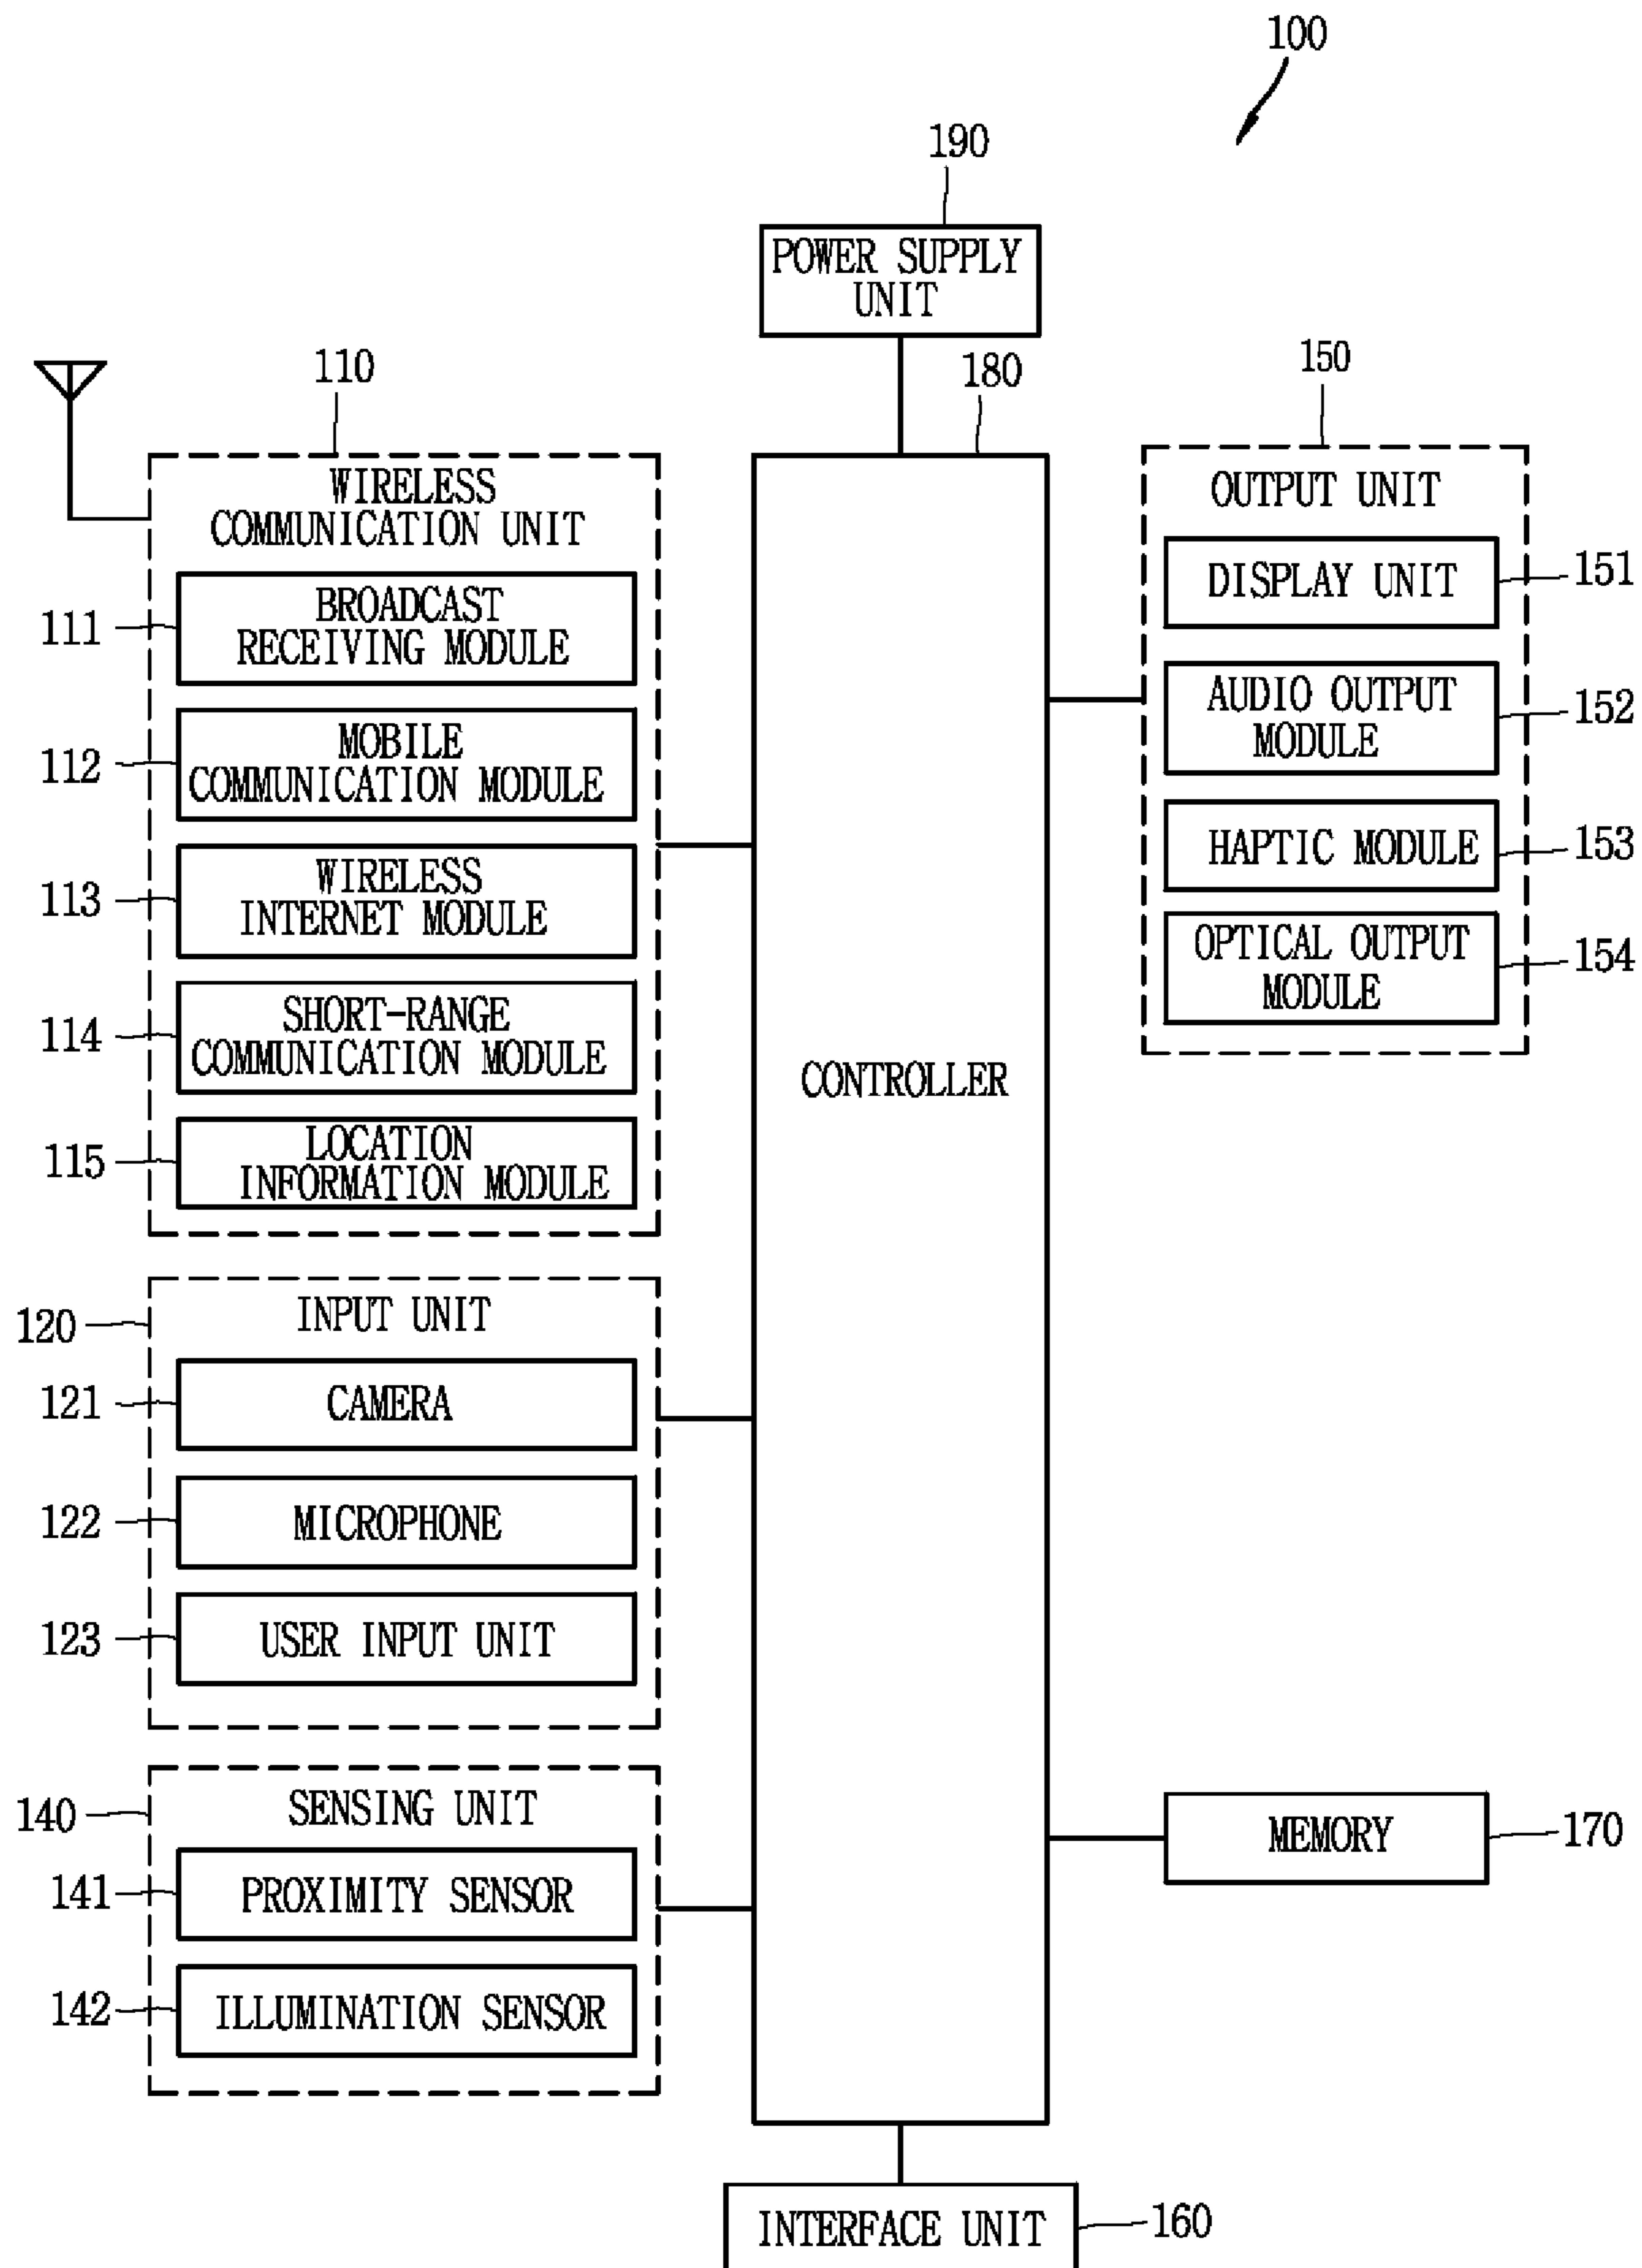 100
190
POWER SUPPLY
UNIT
110
180
150
WIRELESS
COMMUNICATION UNIT
111
BROADCAST
RECEIVING MODULE
112
MOBILE
COMMUNICATION MODULE
113
WIRELESS
INTERNET MODULE
114
SHORT-RANGE
COMMUNICATION MODULE
115
LOCATION
INFORMATION MODULE
120
INPUT UNIT
121
CAMERA
122
MICROPHONE
123
USER INPUT UNIT
140
SENSING UNIT
141
PROXIMITY SENSOR
142
ILLUMINATION SENSOR
CONTROLLER
OUTPUT UNIT
DISPLAY UNIT
151
AUDIO OUTPUT
MODULE
152
HAPTIC MODULE
153
OPTICAL OUTPUT
MODULE
154
MEMORY
170
INTERFACE UNIT
160